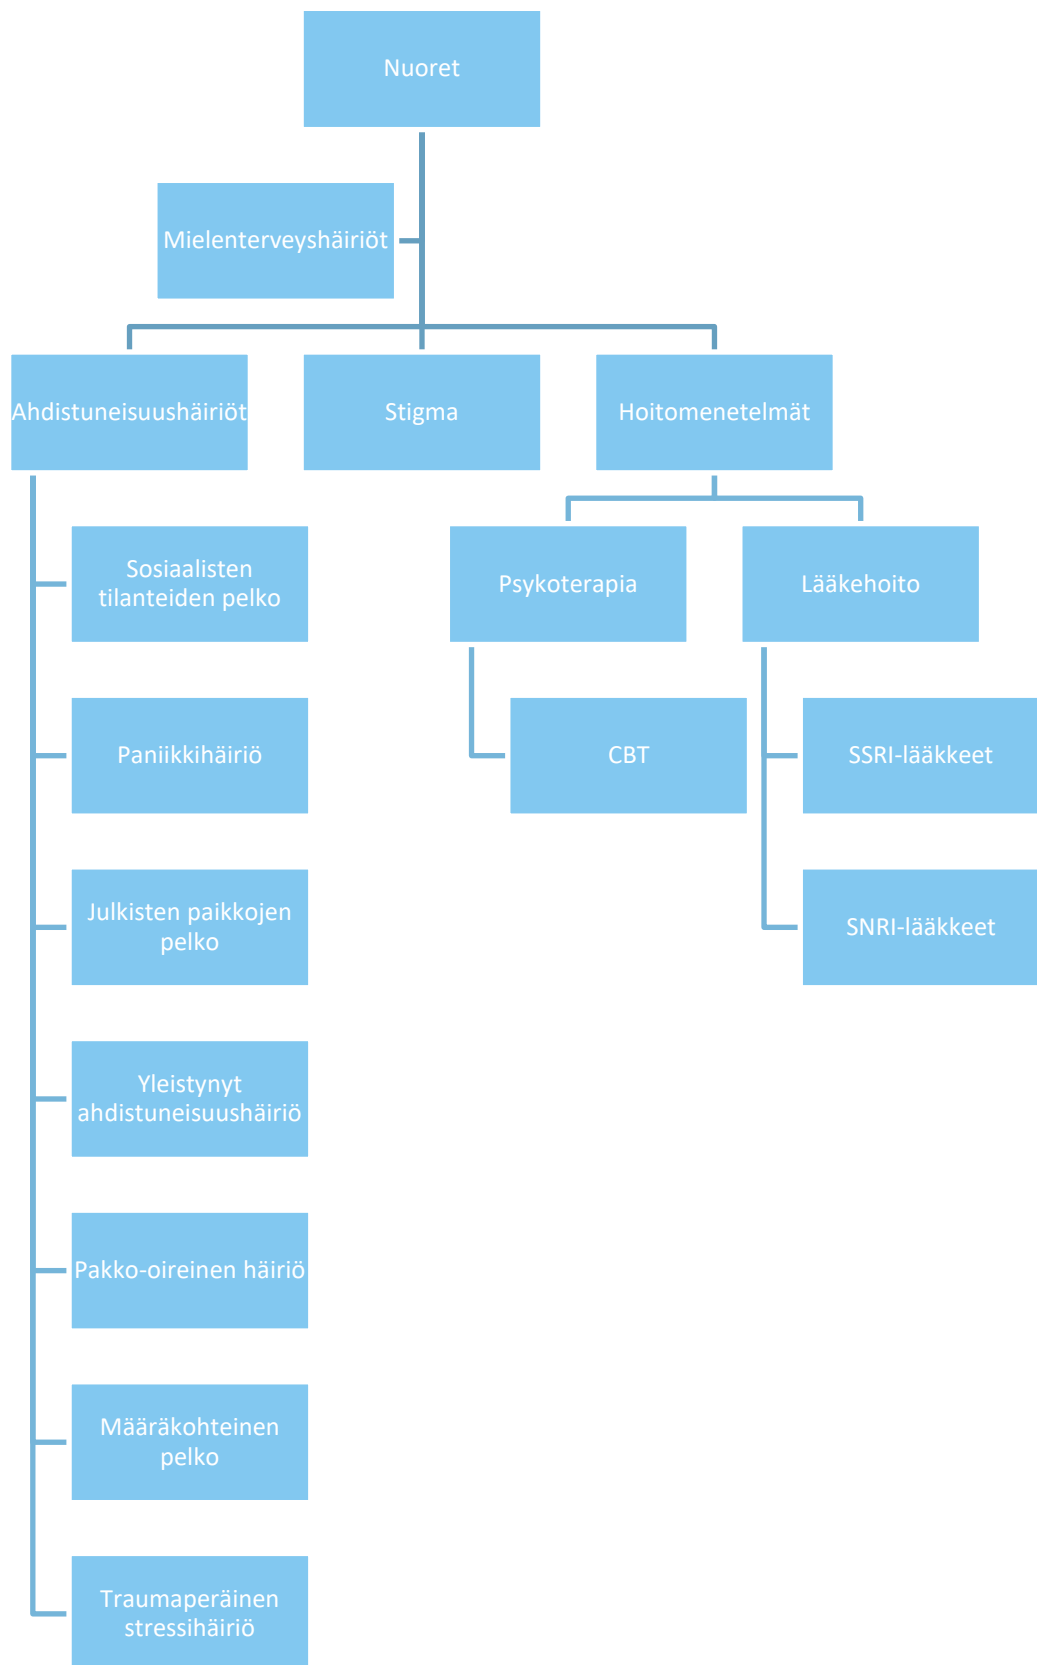 Nuoret
Mielenterveyshäiriöt
Ahdistuneisuushäiriöt
Stigma
Hoitomenetelmät
Sosiaalisten
tilanteiden pelko
Psykoterapia
Lääkehoito
Paniikkihäiriö
CBT
SSRI-lääkkeet
Julkisten paikkojen
pelko
SNRI-lääkkeet
Yleistynyt
ahdistuneisuushäiriö
Pakko-oireinen häiriö
Määräkohteinen
pelko
Traumaperäinen
stressihäiriö